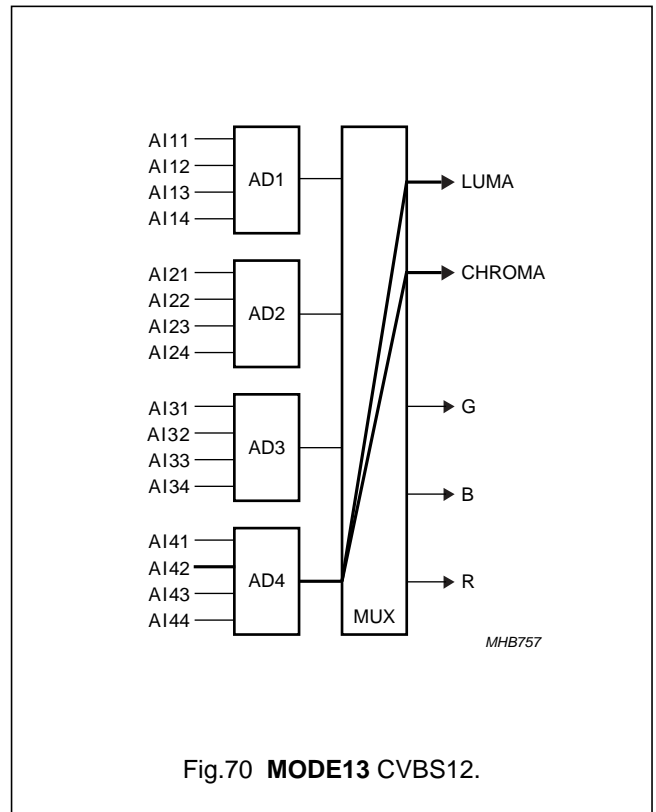 AI11
AI12
AI13
AI14
AD1
LUMA
AI21
AI22
AI23
AI24
AD2
CHROMA
AI31
AI32
AI33
AI34
AD3
G
B
AI41
AI42
AI43
AI44
AD4
R
MUX
MHB757
Fig.70 MODE13 CVBS12.